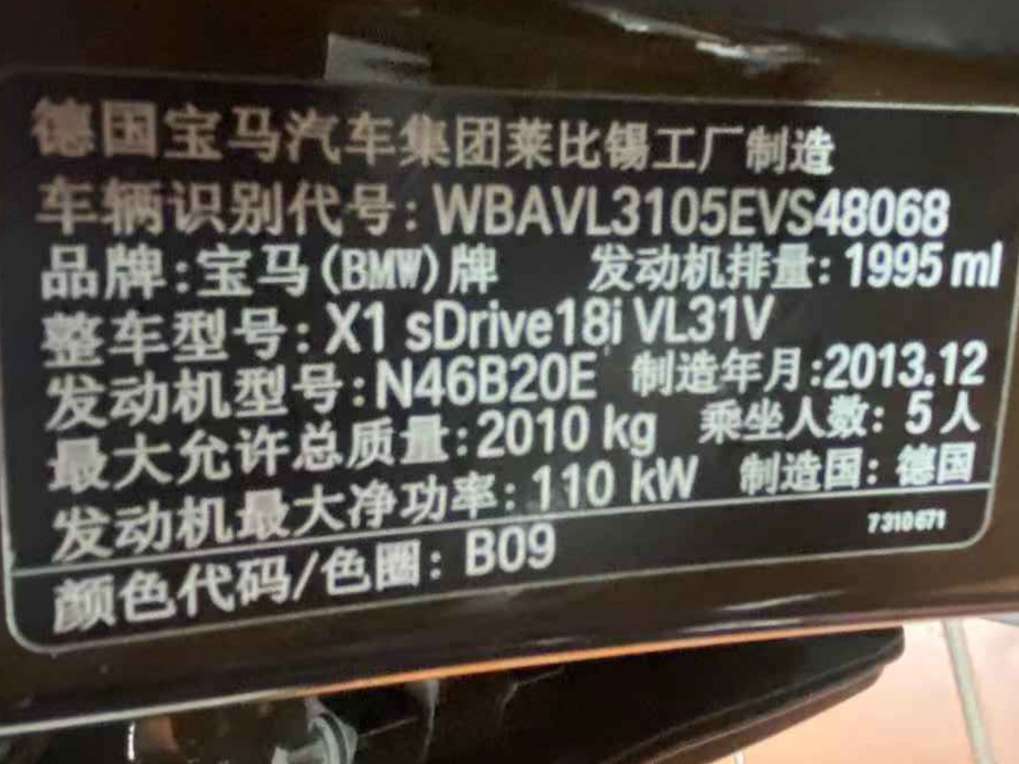 德国宝马汽车集团莱比锡工厂制造
车辆识别代号: WBAVL3105EVS48068
品牌:宝马(BMW)牌 发动机排量: 1995 ml
整车型号: X1 sDrive18i VL31V
发动机型号:N46B20E 制造年月:2013.12
最大允许总质量:2010 kg 乘坐人数: 5人
发动机最大净功率: 110 kW 制造国: 德国
7310671
颜色代码/色圈: B09